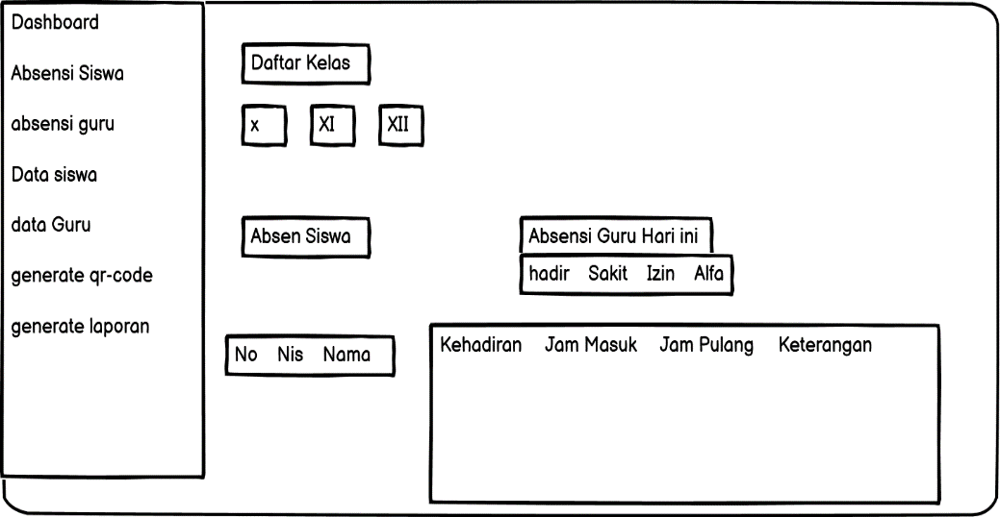 Dashboard
Absensi Siswa
absensi guru
Data siswa
data Guru
generate qr-code
generate laporan
Daftar Kelas
x XI XII
Absen Siswa
Absensi Guru Hari ini
hadir Sakit Izin Alfa
No Nis Nama
Kehadiran Jam Masuk Jam Pulang Keterangan